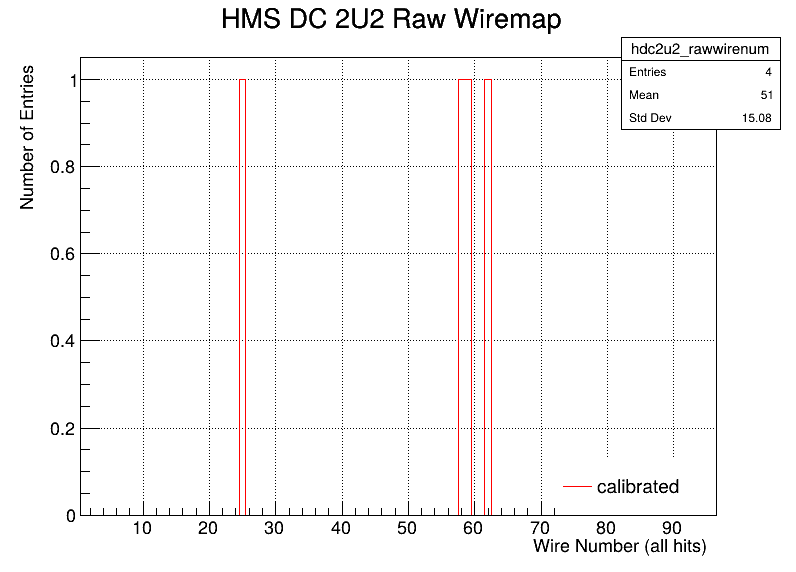 HMS DC 2U2 Raw Wiremap
hdc2u2_rawwirenum
Entries 4
Mean 51
Std Dev 15.08
Number of Entries
1
0.8
0.6
0.4
0.2
0
calibrated
10 20 30 40 50 60 70 80 90
Wire Number (all hits)